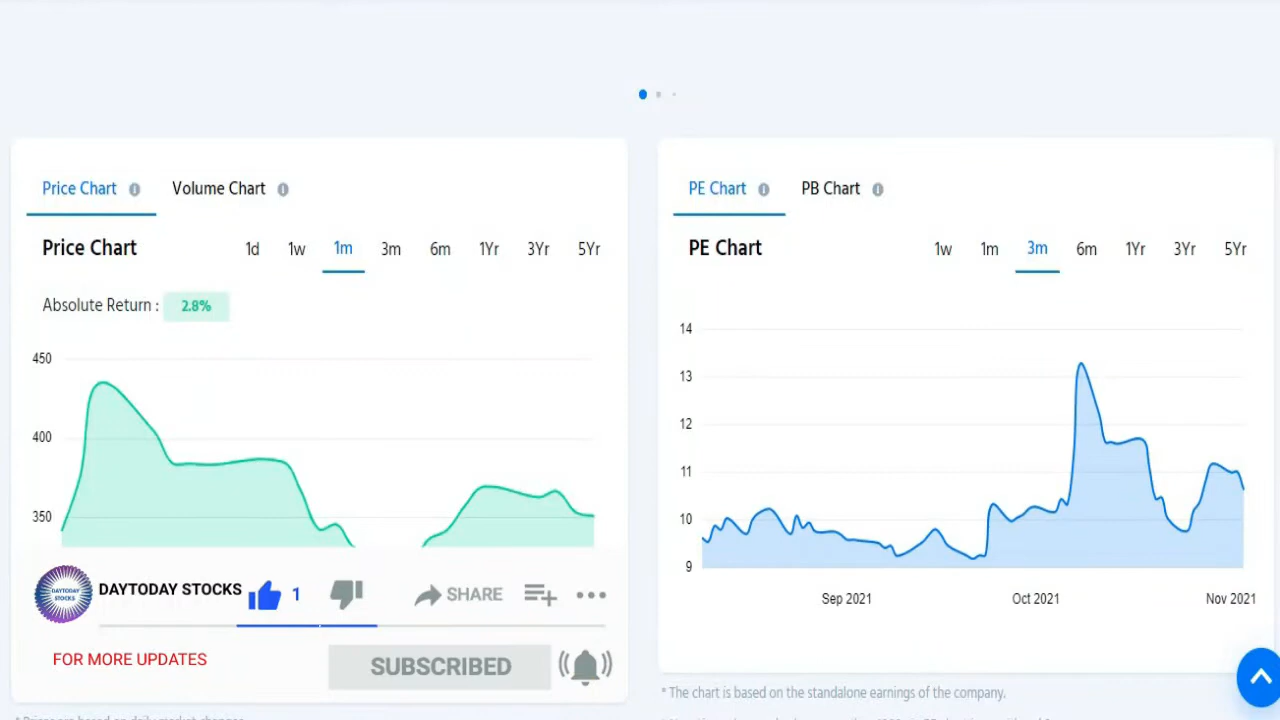 Price Chart
Volume Chart
Price Chart
1d 1w 1m 3m 6m 1Yr 3Yr 5Yr
Absolute Return : 2.8%
450
400
350
DAYTODAY STOCKS
DAYTODAY STOCKS
1
SHARE
FOR MORE UPDATES
SUBSCRIBED
PE Chart
PB Chart
PE Chart
1w 1m 3m 6m 1Yr 3Yr 5Yr
14
13
12
11
10
9
Sep 2021 Oct 2021 Nov 2021
* The chart is based on the standalone earnings of the company.